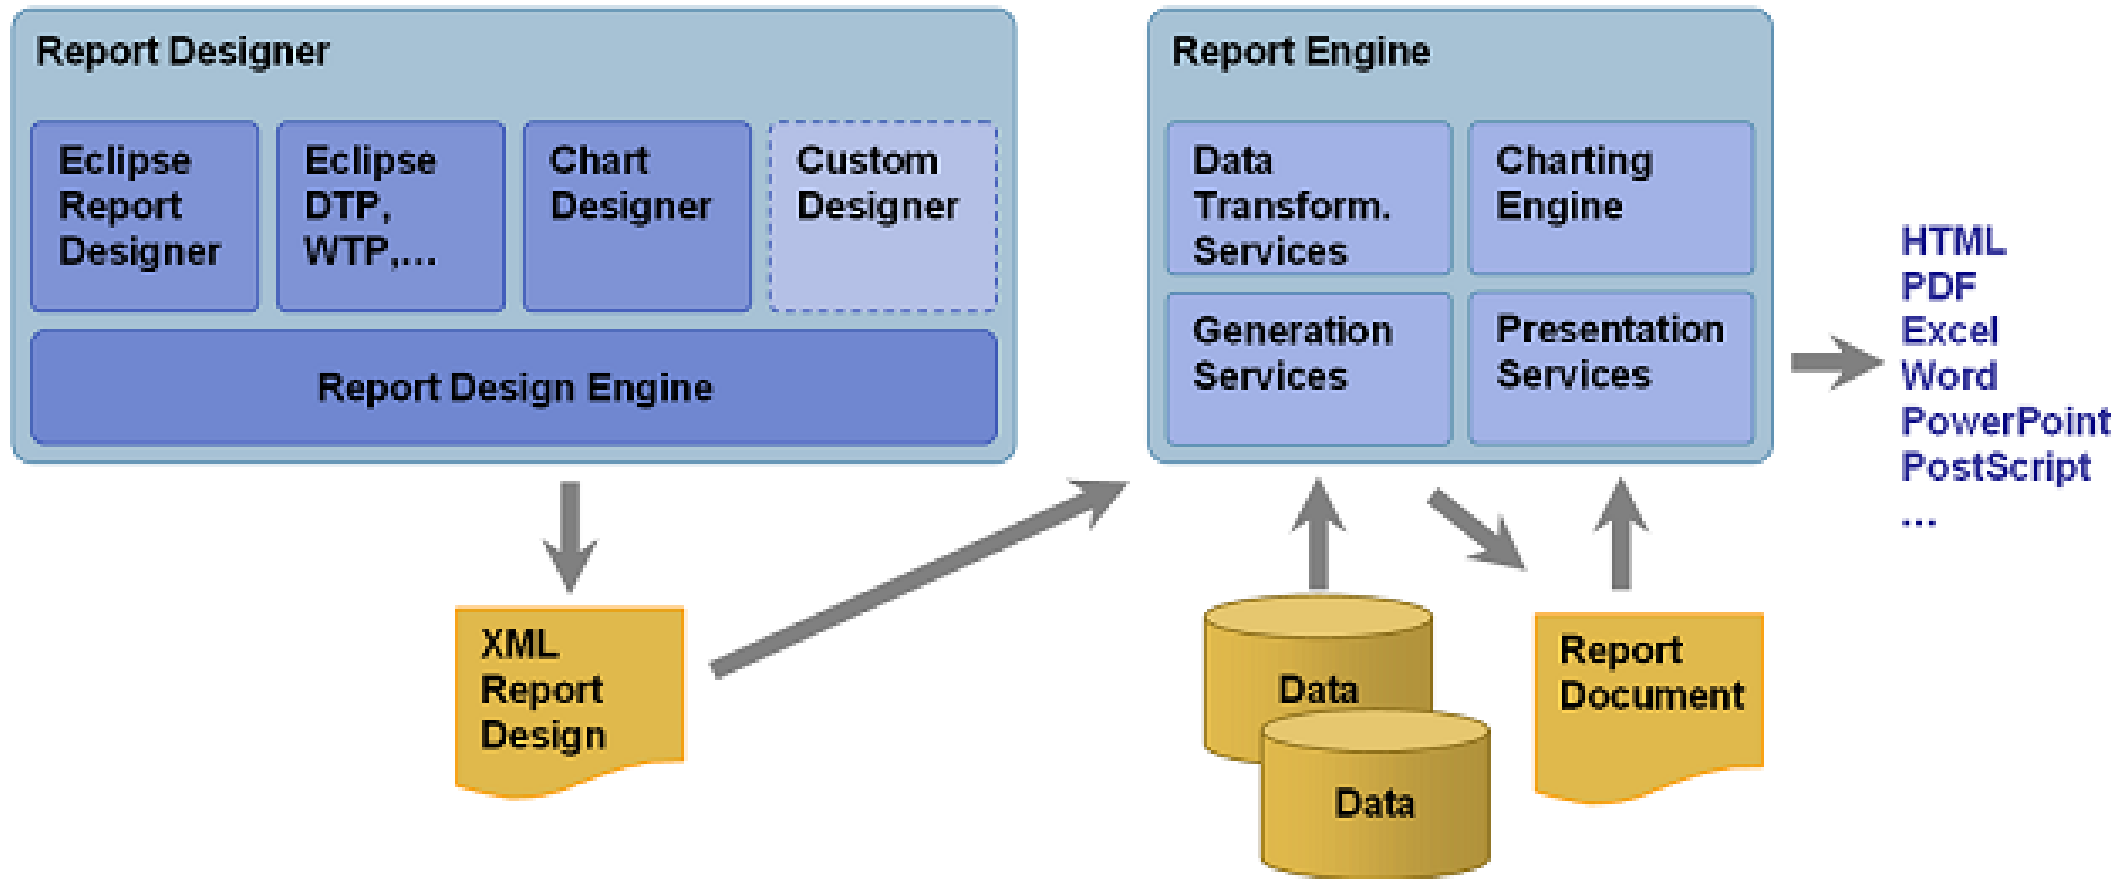 Report Designer
Eclipse
Report
Designer
Eclipse
DTP,
WTP,...
Chart
Designer
Custom
Designer
Report Design Engine
XML
Report
Design
Report Engine
Data
Transform.
Services
Charting
Engine
Generation
Services
Presentation
Services
Data
Data
Report
Document
HTML
PDF
Excel
Word
PowerPoint
PostScript
...